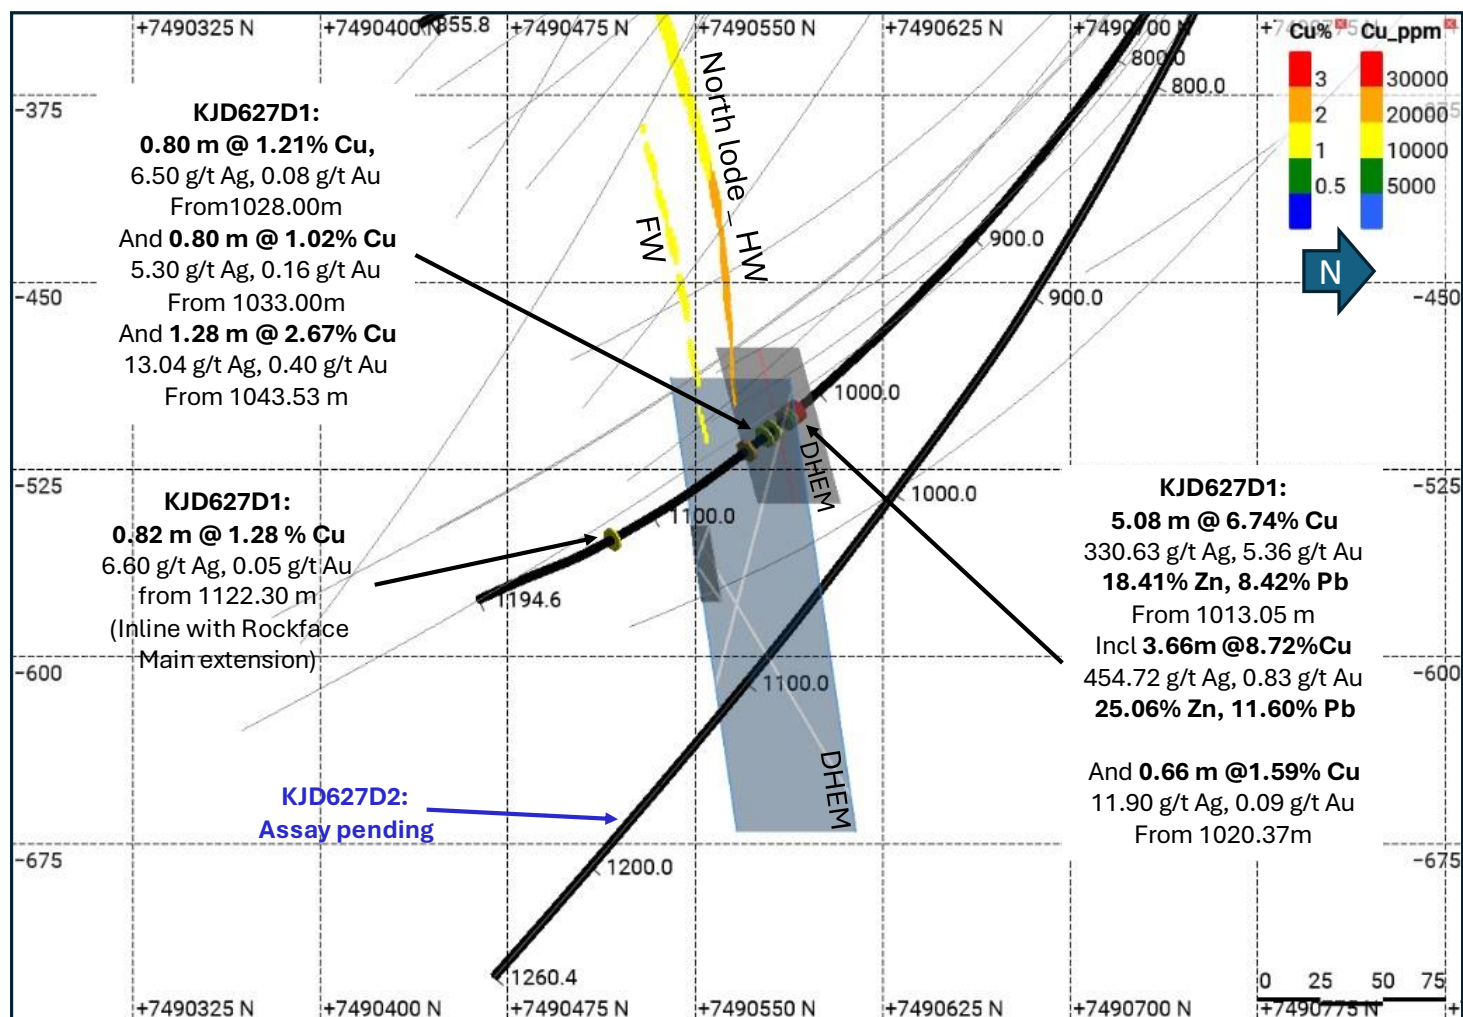 +7490325 N
+7490400 N
855.8
+7490475 N
+7490550 N
+7490625 N
+7490700 N
Cu%
Cu_ppm
3
30000
2
20000
1
10000
0.5
5000
N
-375
-450
-450
-525
-525
-600
-600
-675
-675
KJD627D1:
0.80 m @ 1.21% Cu,
6.50 g/t Ag, 0.08 g/t Au
From1028.00m
And 0.80 m @ 1.02% Cu
5.30 g/t Ag, 0.16 g/t Au
From 1033.00m
And 1.28 m @ 2.67% Cu
13.04 g/t Ag, 0.40 g/t Au
From 1043.53 m
North lode – HW
FW
800.0
800.0
900.0
900.0
1000.0
1000.0
DHEM
1100.0
1194.6
KJD627D1:
0.82 m @ 1.28 % Cu
6.60 g/t Ag, 0.05 g/t Au
from 1122.30 m
(Inline with Rockface
Main extension)
KJD627D1:
5.08 m @ 6.74% Cu
330.63 g/t Ag, 5.36 g/t Au
18.41% Zn, 8.42% Pb
From 1013.05 m
Incl 3.66m @8.72%Cu
454.72 g/t Ag, 0.83 g/t Au
25.06% Zn, 11.60% Pb
And 0.66 m @1.59% Cu
11.90 g/t Ag, 0.09 g/t Au
From 1020.37m
1100.0
DHEM
KJD627D2:
Assay pending
1200.0
1260.4
0 25 50 75
+7490325 N
+7490400 N
+7490475 N
+7490550 N
+7490625 N
+7490700 N
+7490775 N